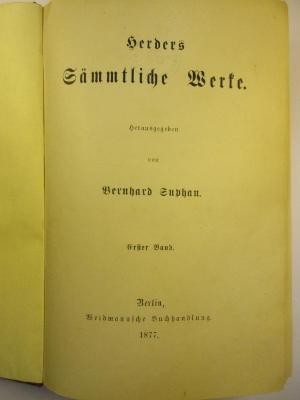 Herders
Sämmtliche Werke.
Herausgegeben
von
Bernhard Suphan.
Erster Band.
Berlin,
Weidmannsche Buchhandlung.
1877.